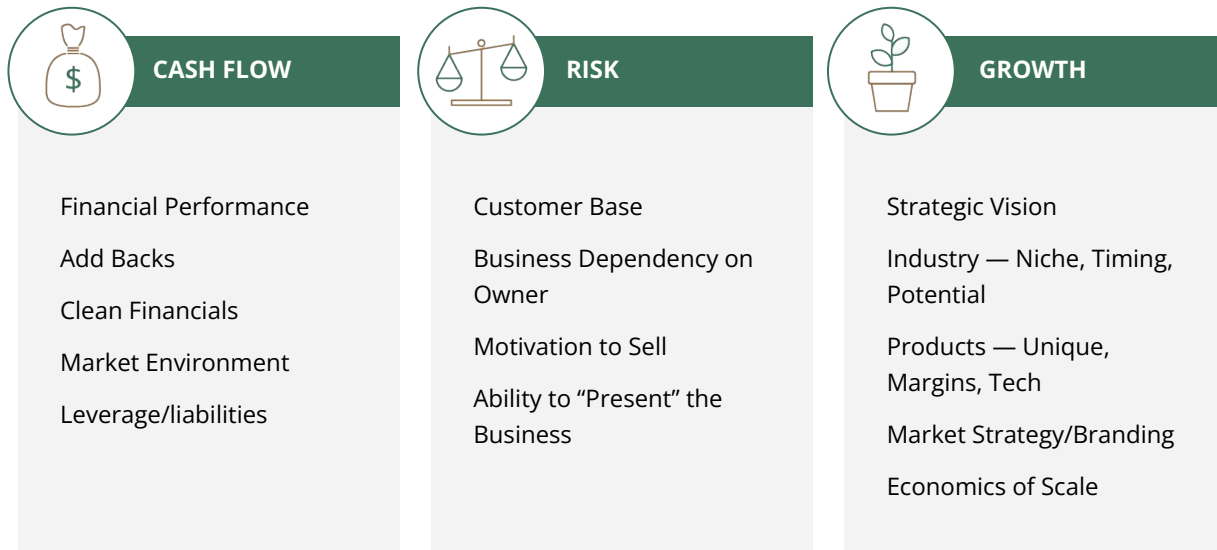 $
CASH FLOW
Financial Performance
Add Backs
Clean Financials
Market Environment
Leverage/liabilities
RISK
Customer Base
Business Dependency on
Owner
Motivation to Sell
Ability to “Present” the
Business
GROWTH
Strategic Vision
Industry — Niche, Timing,
Potential
Products — Unique,
Margins, Tech
Market Strategy/Branding
Economics of Scale